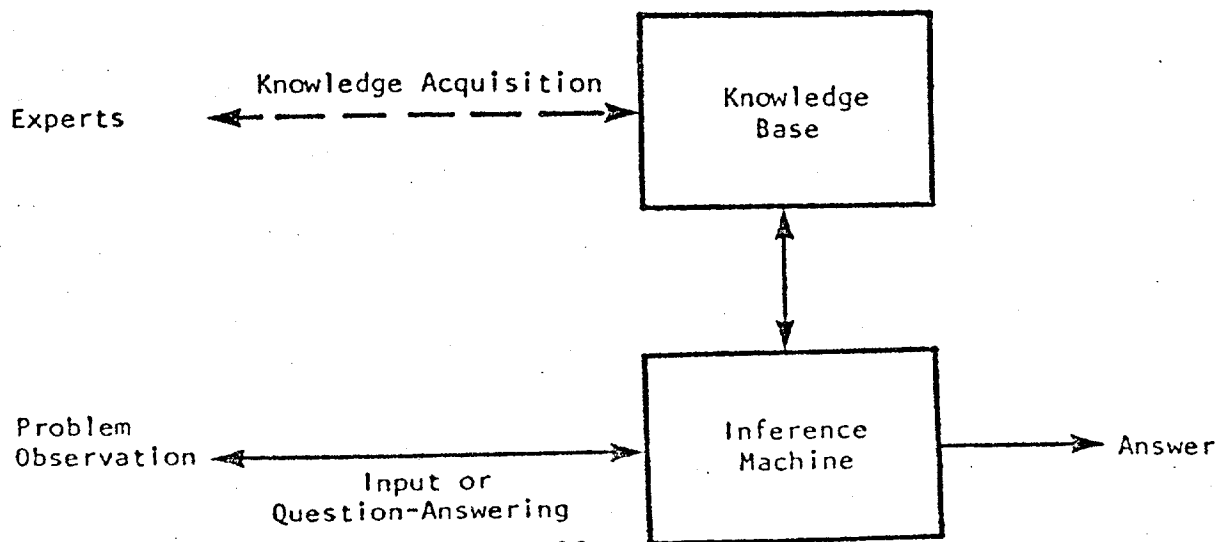 Knowledge Acquisition
Experts
Knowledge
Base
Problem
Observation
Input or
Question-Answering
Inference
Machine
Answer